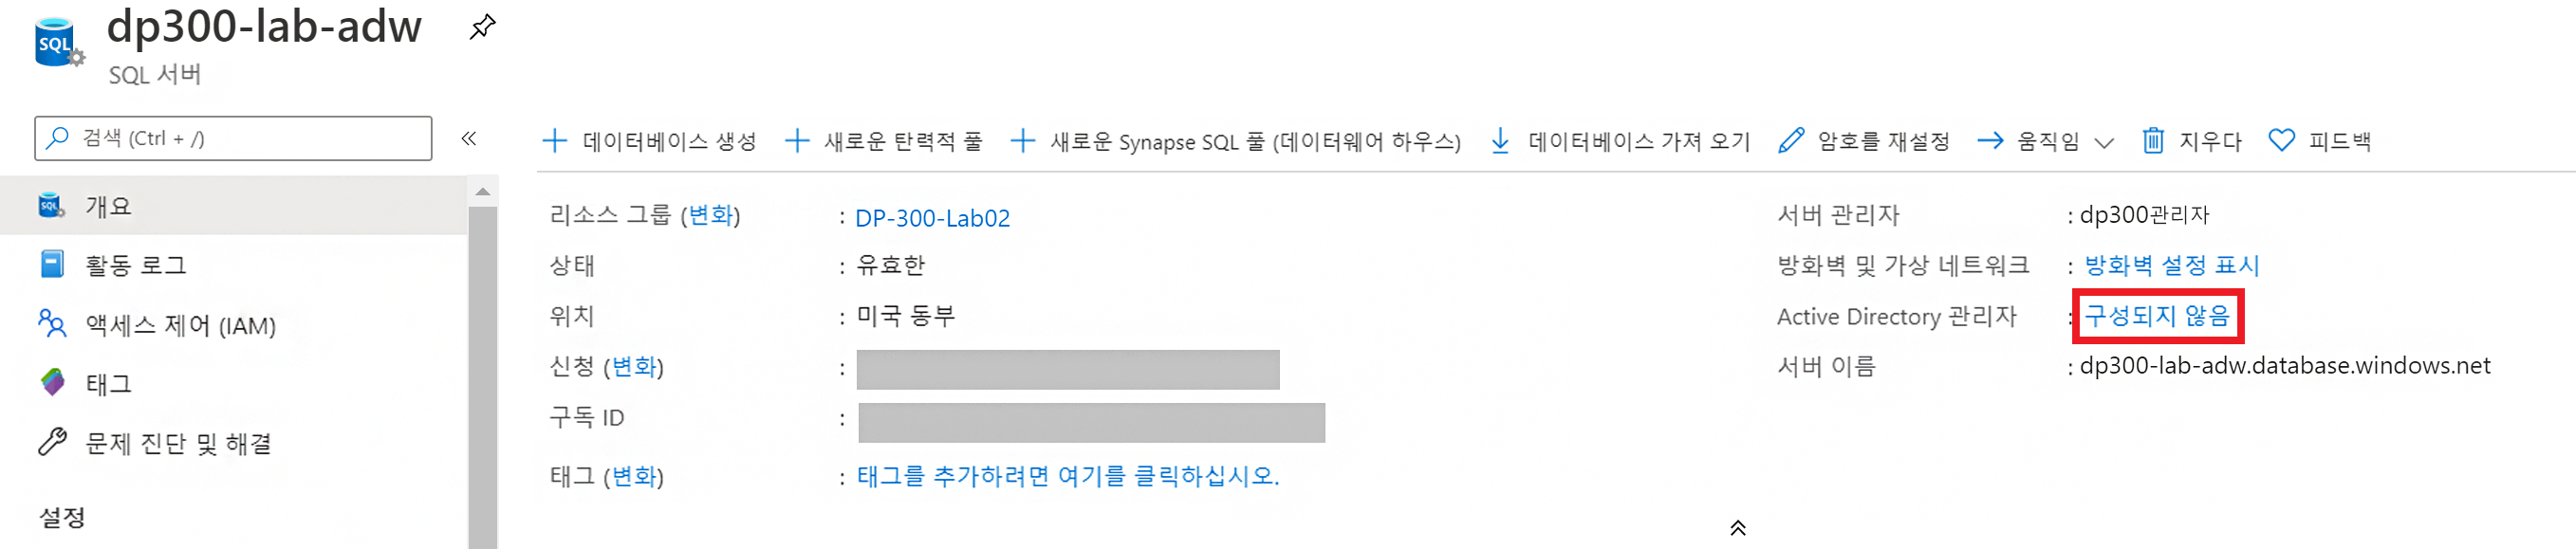 dp300-lab-adw
SQL 서버
검색 (Ctrl + /)
«
개요
활동 로그
액세스 제어 (IAM)
태그
문제 진단 및 해결
설정
데이터베이스 생성 새로운 탄력적 풀 새로운 Synapse SQL 풀 (데이터웨어 하우스) 데이터베이스 가져 오기 암호를 재설정 움직임 지우다 피드백
리소스 그룹 (변화) : DP-300-Lab02
상태 : 유효한
위치 : 미국 동부
신청 (변화) :
구독 ID :
태그 (변화) : 태그를 추가하려면 여기를 클릭하십시오.
서버 관리자 : dp300관리자
방화벽 및 가상 네트워크 : 방화벽 설정 표시
Active Directory 관리자 : 구성되지 않음
서버 이름 : dp300-lab-adw.database.windows.net